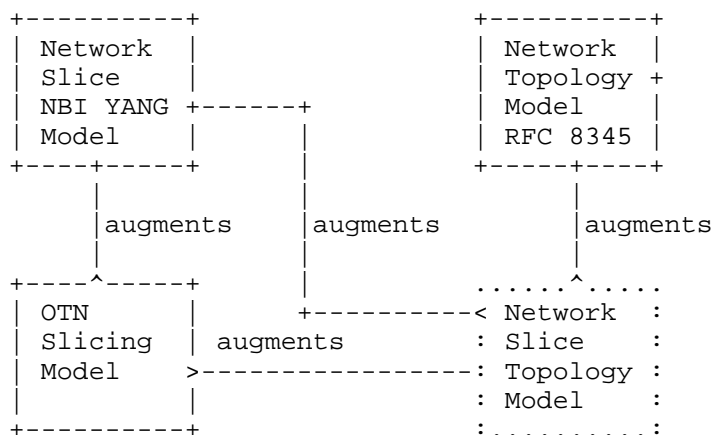 Network
Slice
NBI YANG
Model
Network
Topology
Model
RFC 8345
augments
augments
augments
OTN
Slicing
Model
augments
Network
Slice
Topology
Model